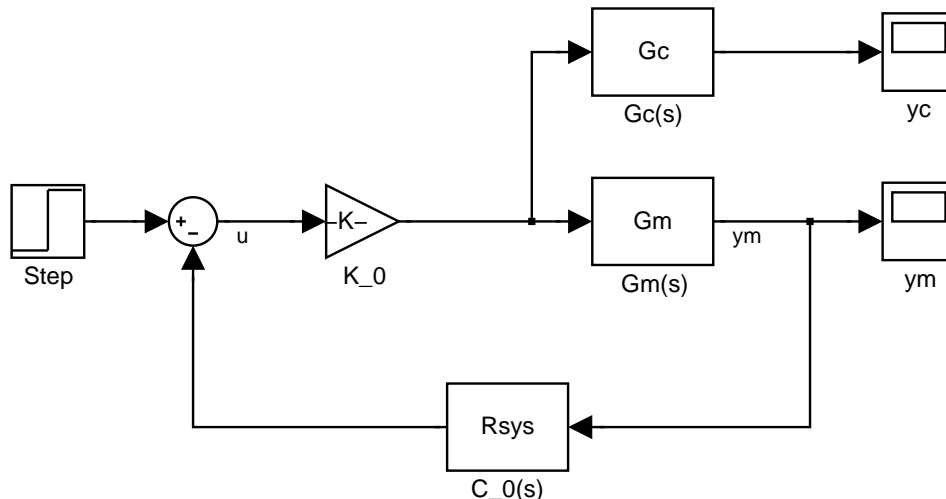 Gc
Gc(s)
yc
Step
+
−
u
–K–
K_0
Gm
Gm(s)
ym
ym
Rsys
C_0(s)